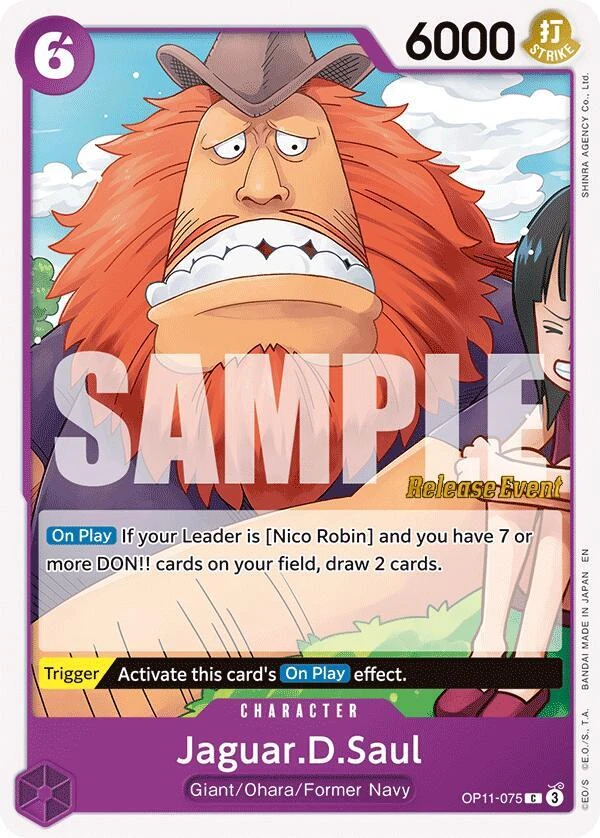 6
6000
打
STRIKE
SHINRA AGENCY Co., Ltd.
SAMPLE
Release Event
On Play If your Leader is [Nico Robin] and you have 7 or
more DON!! cards on your field, draw 2 cards.
Trigger Activate this card's On Play effect.
CHARACTER
Jaguar.D.Saul
Giant/Ohara/Former Navy
OP11-075 C 3
©EO/S ©E.O./S., T.A. BANDAI MADE IN JAPAN EN